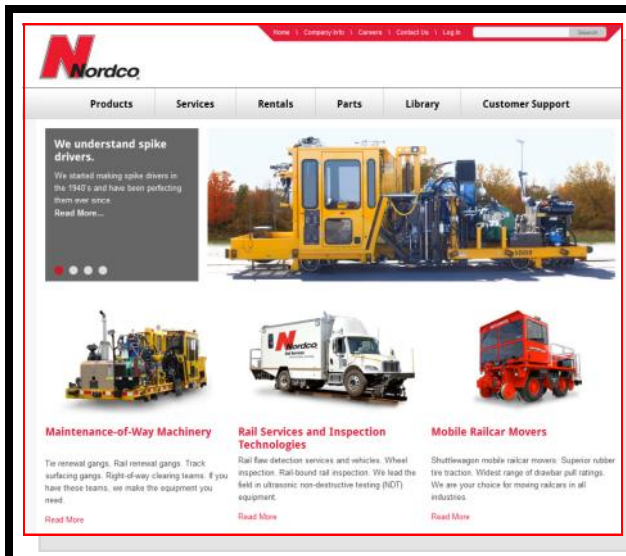 Home \ Company Info \ Careers \ Contact Us \ Log In
Search
Nordco
Products Services Rentals Parts Library Customer Support
We understand spike
drivers.
We started making spike drivers in
the 1940's and have been perfecting
them ever since.
Read More...
Nordco
Rail Services
Maintenance-of-Way Machinery
Tie renewal gangs. Rail renewal gangs. Track
surfacing gangs. Right-of-way clearing teams. If you
have these teams, we make the equipment you
need.
Read More
Rail Services and Inspection
Technologies
Rail flaw detection services and vehicles. Wheel
inspection. Rail-bound rail inspection. We lead the
field in ultrasonic non-destructive testing (NDT)
equipment.
Read More
Mobile Railcar Movers
Shuttlewagon mobile railcar movers. Superior rubber
tire traction. Widest range of drawbar pull ratings.
We are your choice for moving railcars in all
industries.
Read More